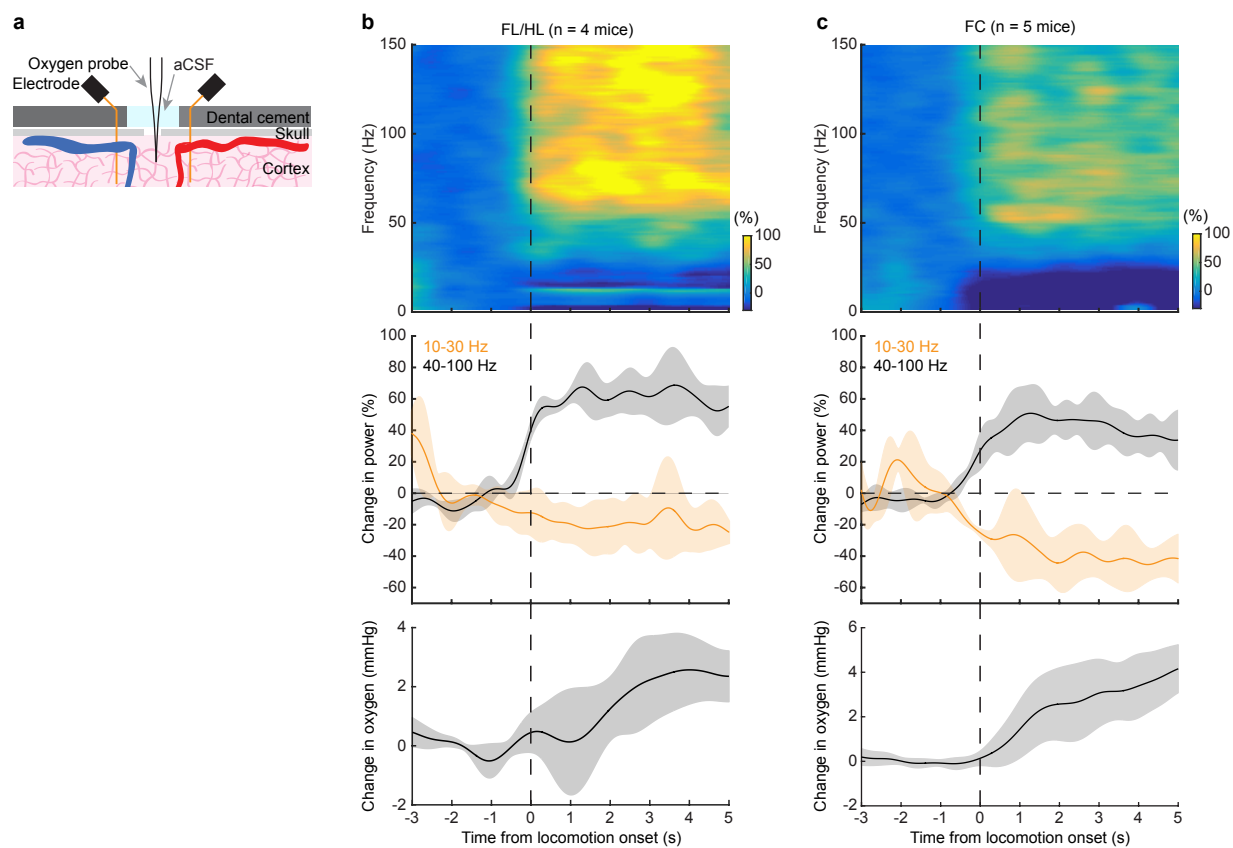 a
Oxygen probe
aCSF
Electrode
Dental cement
Skull
Cortex
b
FL/HL (n = 4 mice)
150
100
50
0
Frequency (Hz)
(%)
100
50
0
100
80
60
40
20
0
-20
-40
-60
Change in power (%)
10-30 Hz
40-100 Hz
4
2
0
-2
Change in oxygen (mmHg)
-3 -2 -1 0 1 2 3 4 5
Time from locomotion onset (s)
c
FC (n = 5 mice)
150
100
50
0
Frequency (Hz)
(%)
100
50
0
100
80
60
40
20
0
-20
-40
-60
Change in power (%)
10-30 Hz
40-100 Hz
6
4
2
0
-2
Change in oxygen (mmHg)
-3 -2 -1 0 1 2 3 4 5
Time from locomotion onset (s)